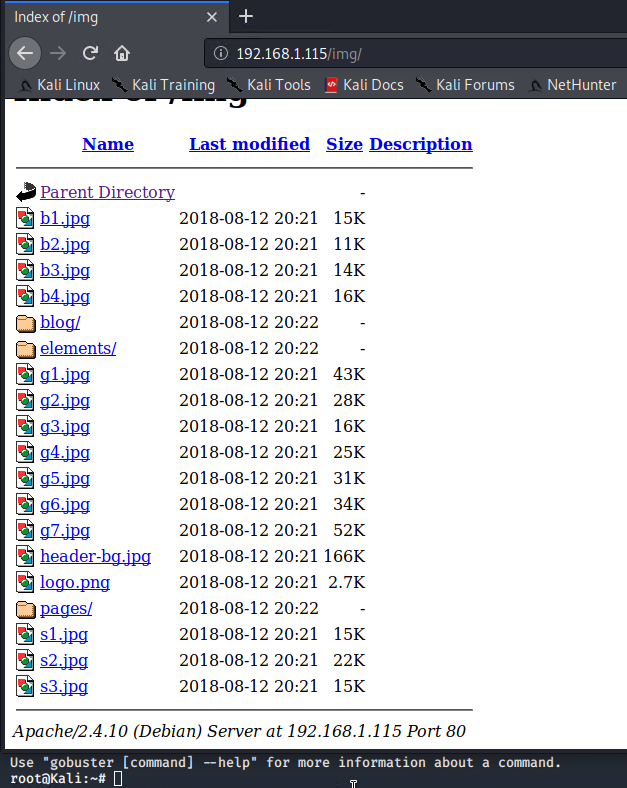 Index of /img
192.168.1.115/img/
Kali Linux Kali Training Kali Tools Kali Docs Kali Forums NetHunter
Index of /img
Name Last modified Size Description
Parent Directory -
b1.jpg 2018-08-12 20:21 15K
b2.jpg 2018-08-12 20:21 11K
b3.jpg 2018-08-12 20:21 14K
b4.jpg 2018-08-12 20:21 16K
blog/ 2018-08-12 20:22 -
elements/ 2018-08-12 20:22 -
g1.jpg 2018-08-12 20:21 43K
g2.jpg 2018-08-12 20:21 28K
g3.jpg 2018-08-12 20:21 16K
g4.jpg 2018-08-12 20:21 25K
g5.jpg 2018-08-12 20:21 31K
g6.jpg 2018-08-12 20:21 34K
g7.jpg 2018-08-12 20:21 52K
header-bg.jpg 2018-08-12 20:21 166K
logo.png 2018-08-12 20:21 2.7K
pages/ 2018-08-12 20:22 -
s1.jpg 2018-08-12 20:21 15K
s2.jpg 2018-08-12 20:21 22K
s3.jpg 2018-08-12 20:21 15K
Apache/2.4.10 (Debian) Server at 192.168.1.115 Port 80
Use "gobuster [command] --help" for more information about a command.
root@Kali:~#